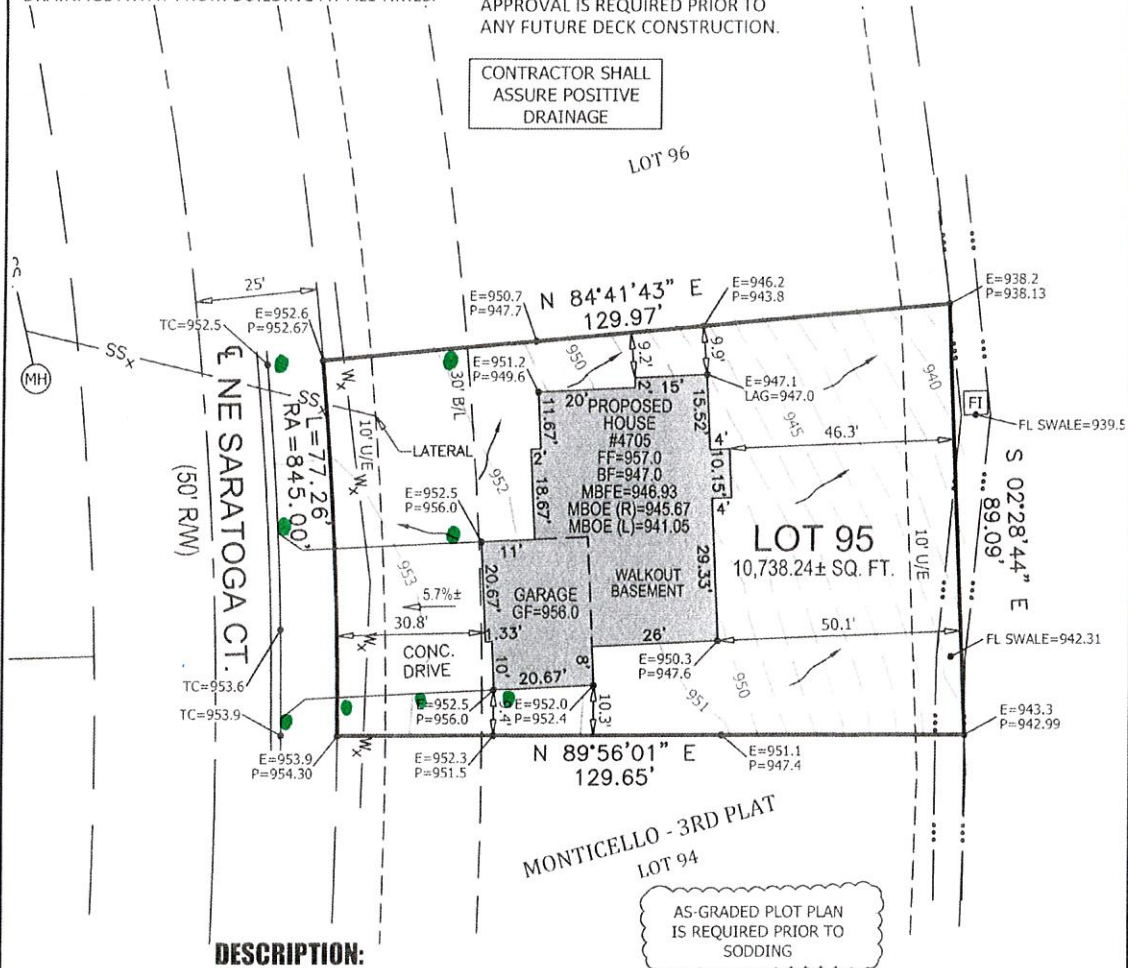 APPROVAL IS REQUIRED PRIOR TO
ANY FUTURE DECK CONSTRUCTION.
CONTRACTOR SHALL
ASSURE POSITIVE
DRAINAGE
LOT 96
25'
TC=952.5
E=952.6
P=952.67
E=950.7
P=947.7
N 84°41'43" E
129.97'
E=946.2
P=943.8
E=938.2
P=938.13
MH
SSx
SSx
Wx
Wx
30' B/L
10' U/E
LATERAL
E=951.2
P=949.6
950
9.2'
9.9'
2'
15'
20'
E=947.1
LAG=947.0
940
945
FI
FL SWALE=939.5
11.67'
2'
18.67'
15.52'
4'
10.15'
4'
46.3'
PROPOSED
HOUSE
#4705
FF=957.0
BF=947.0
MBFE=946.93
MBOE (R)=945.67
MBOE (L)=941.05
L=77.26'
RA=845.00'
℄ NE SARATOGA CT.
(50' R/W)
952
E=952.5
P=956.0
953
11'
20.67'
5.7%±
30.8'
1.33'
CONC.
DRIVE
10'
GARAGE
GF=956.0
20.67'
8'
WALKOUT
BASEMENT
29.33'
26'
LOT 95
10,738.24± SQ. FT.
10' U/E
S 02°28'44" E
89.09'
50.1'
FL SWALE=942.31
E=950.3
P=947.6
950
951
TC=953.6
TC=953.9
Wx
Wx
E=952.5
P=956.0
9.4'
E=952.0
P=952.4
10.3'
E=953.9
P=954.30
E=952.3
P=951.5
N 89°56'01" E
129.65'
E=951.1
P=947.4
E=943.3
P=942.99
MONTICELLO - 3RD PLAT
LOT 94
AS-GRADED PLOT PLAN
IS REQUIRED PRIOR TO
SODDING
DESCRIPTION: